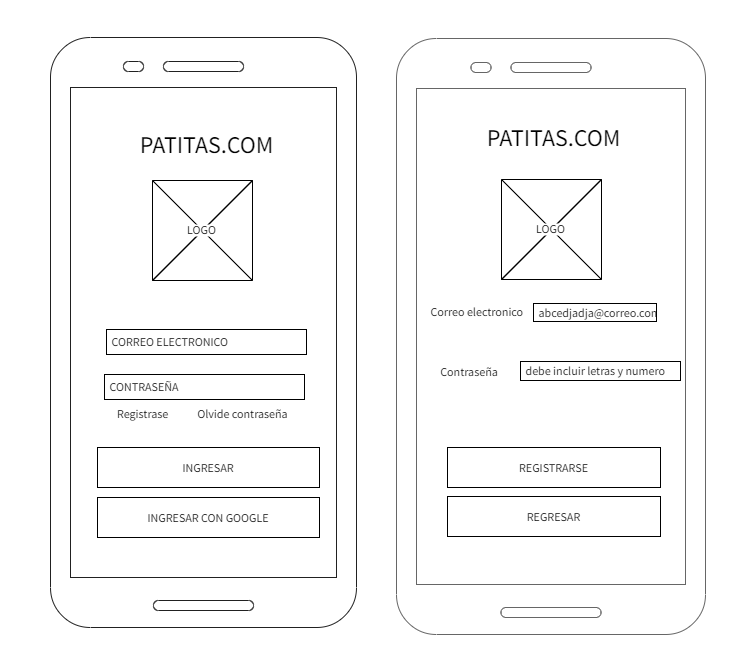 PATITAS.COM
LOGO
CORREO ELECTRONICO
CONTRASEÑA
Registrase Olvide contraseña
INGRESAR
INGRESAR CON GOOGLE
PATITAS.COM
LOGO
Correo electronico abcedjadja@correo.com
Contraseña debe incluir letras y numero
REGISTRARSE
REGRESAR